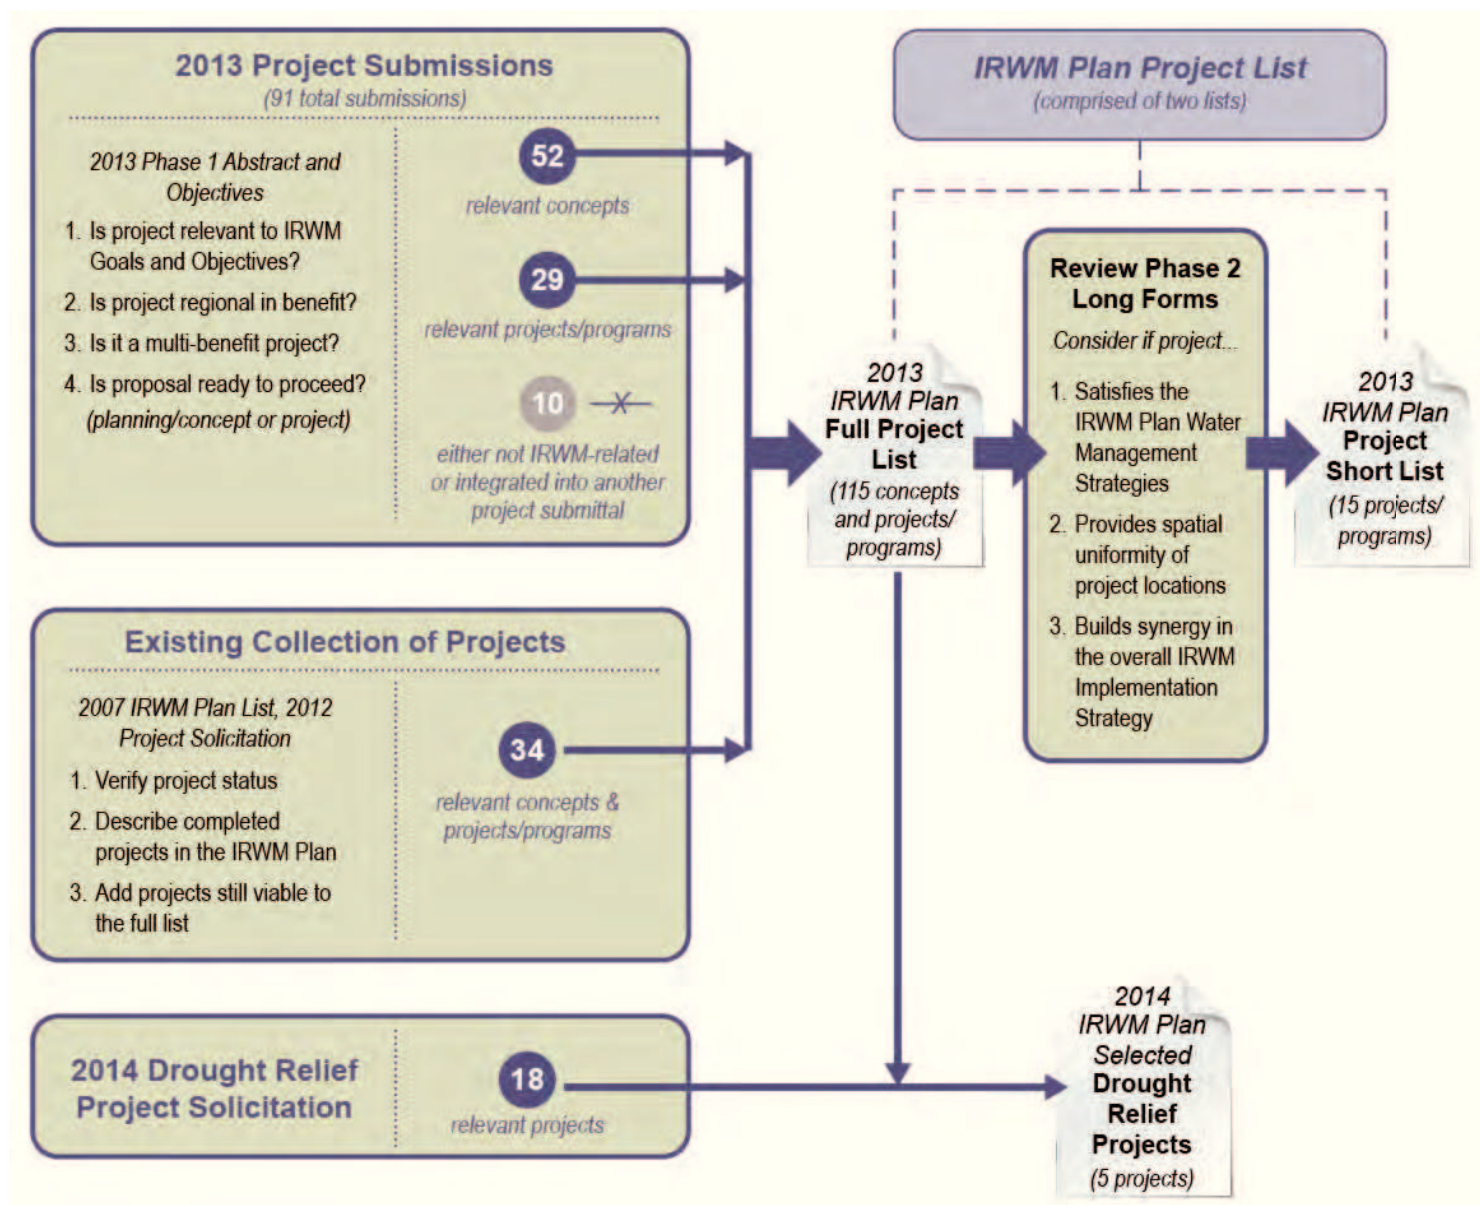 2013 Project Submissions
(91 total submissions)
2013 Phase 1 Abstract and
Objectives
1. Is project relevant to IRWM
Goals and Objectives?
2. Is project regional in benefit?
3. Is it a multi-benefit project?
4. Is proposal ready to proceed?
(planning/concept or project)
52
relevant concepts
29
relevant projects/programs
10
either not IRWM-related
or integrated into another
project submittal
Existing Collection of Projects
2007 IRWM Plan List, 2012
Project Solicitation
1. Verify project status
2. Describe completed
projects in the IRWM Plan
3. Add projects still viable to
the full list
34
relevant concepts &
projects/programs
2014 Drought Relief
Project Solicitation
18
relevant projects
IRWM Plan Project List
(comprised of two lists)
2013
IRWM Plan
Full Project
List
(115 concepts
and projects/
programs)
Review Phase 2
Long Forms
Consider if project...
1. Satisfies the
IRWM Plan Water
Management
Strategies
2. Provides spatial
uniformity of
project locations
3. Builds synergy in
the overall IRWM
Implementation
Strategy
2013
IRWM Plan
Project
Short List
(15 projects/
programs)
2014
IRWM Plan
Selected
Drought
Relief
Projects
(5 projects)